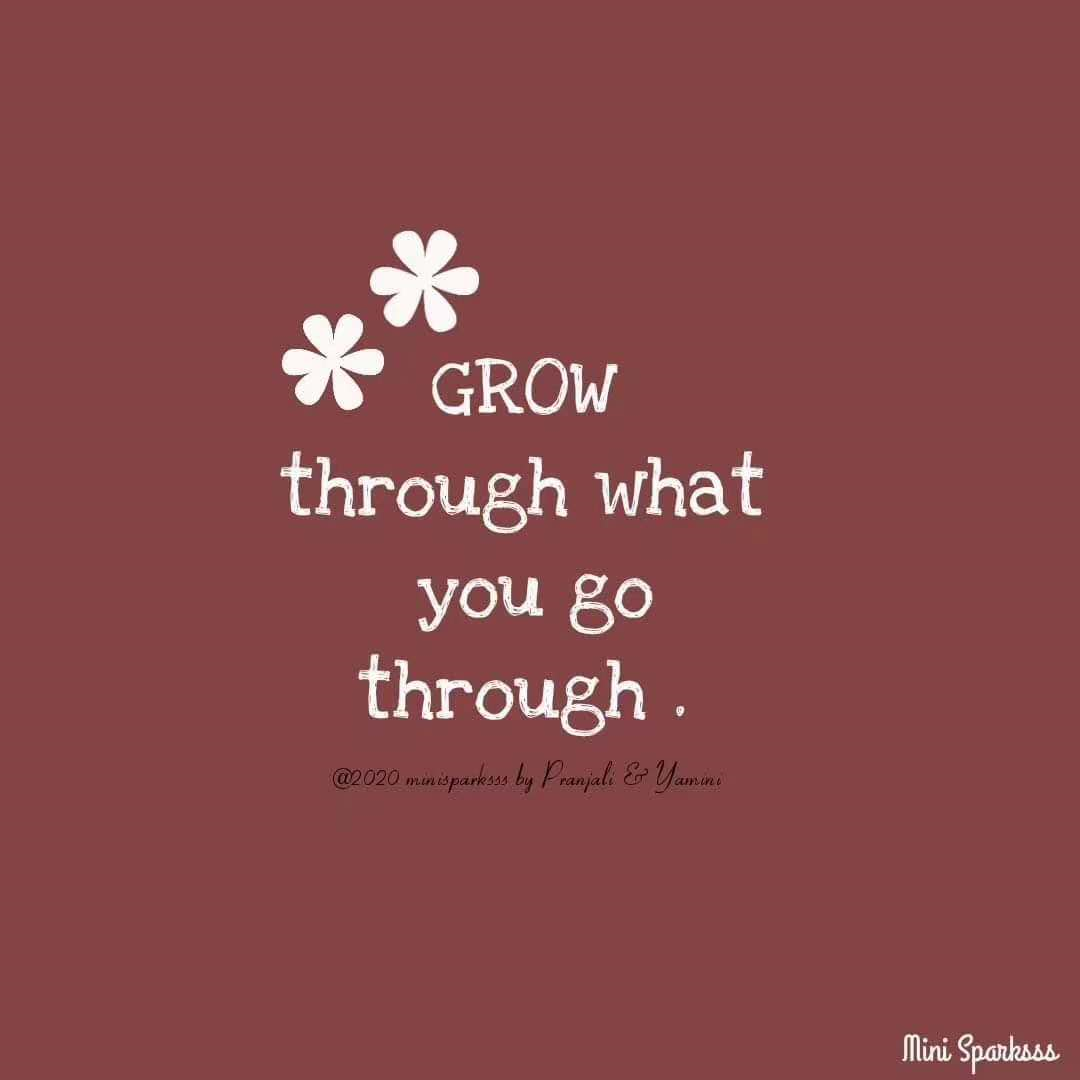 GROW
through what
you go
through .
@2020 minisparksss by Pranjali & Yamini
Mini Sparksss